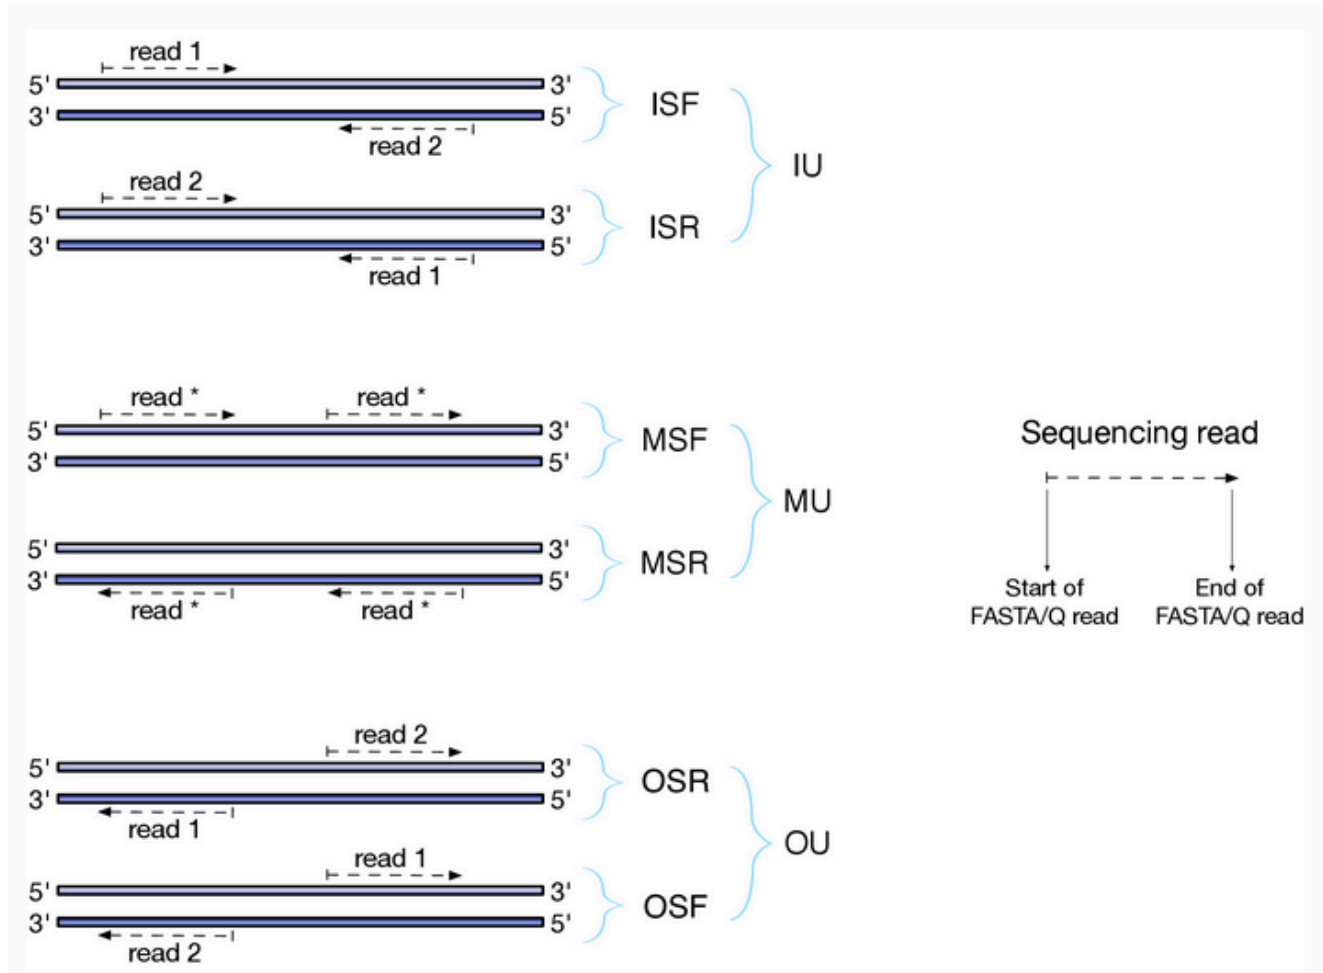 read 1
5' 3'
ISF
3' 5'
read 2
IU
read 2
5' 3'
ISR
3' 5'
read 1
read * read *
5' 3'
MSF
3' 5'
MU
5' 3'
MSR
3' 5'
read * read *
Sequencing read
Start of
FASTA/Q read
End of
FASTA/Q read
read 2
5' 3'
OSR
3' 5'
read 1
OU
read 1
5' 3'
OSF
3' 5'
read 2